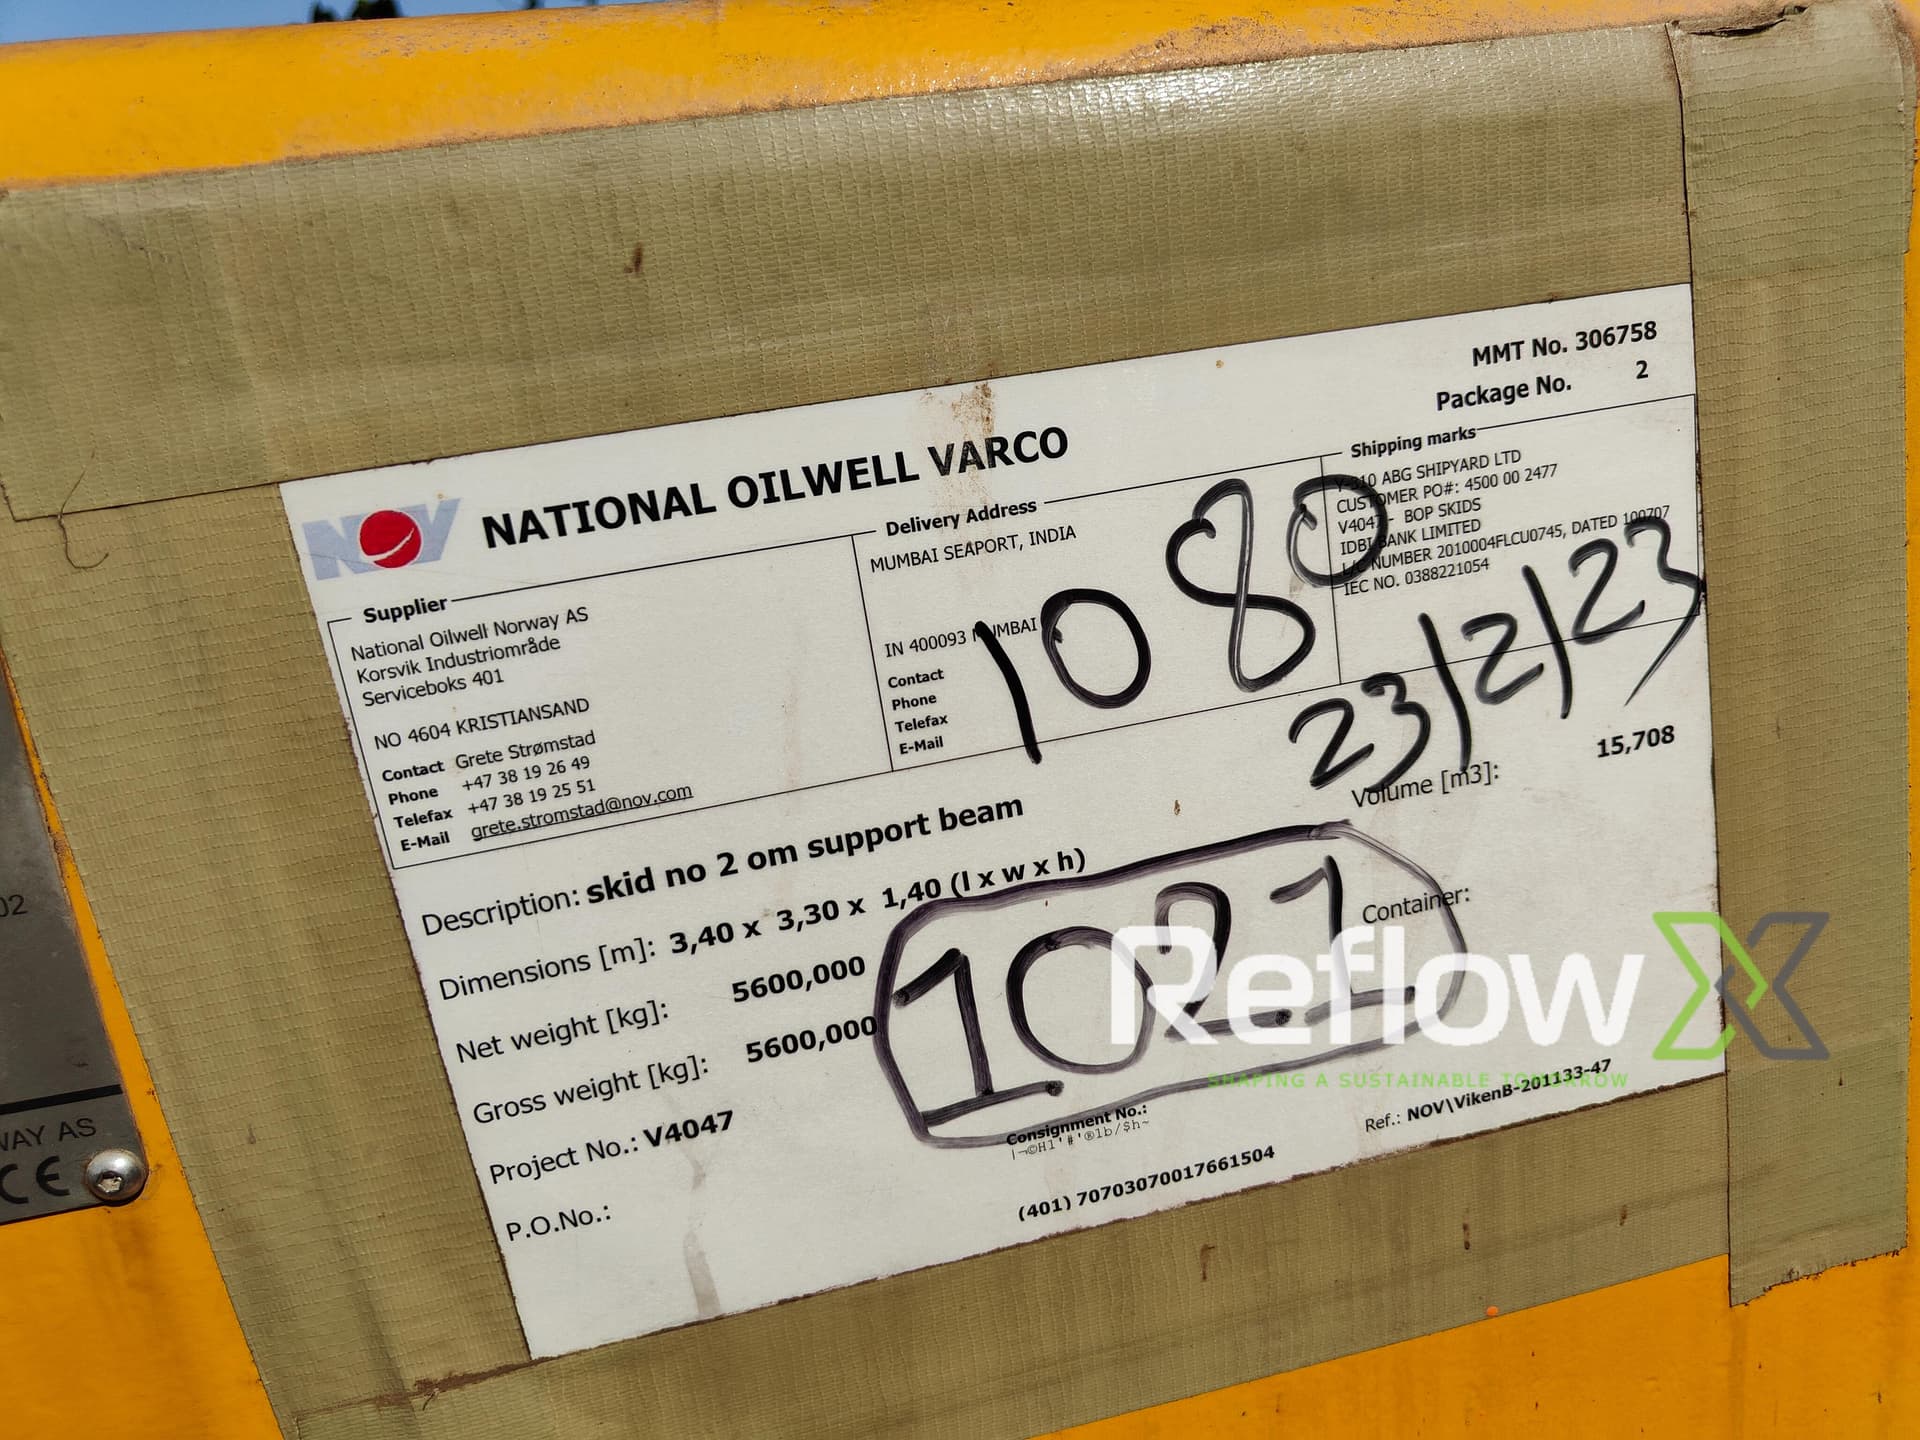 MMT No. 306758
Package No. 2
NOV NATIONAL OILWELL VARCO
Supplier
National Oilwell Norway AS
Korsvik Industriområde
Serviceboks 401
NO 4604 KRISTIANSAND
Contact Grete Strømstad
Phone +47 38 19 26 49
Telefax +47 38 19 25 51
E-Mail grete.stromstad@nov.com
Delivery Address
MUMBAI SEAPORT, INDIA
IN 400093 MUMBAI
Contact
Phone
Telefax
E-Mail
Shipping marks
Y-310 ABG SHIPYARD LTD
CUSTOMER PO#: 4500 00 2477
V4047 - BOP SKIDS
IDBI BANK LIMITED
L/C NUMBER 2010004FLCU0745, DATED 100707
IEC NO. 0388221054
1080
23/2/23
Description: skid no 2 om support beam
Volume [m3]: 15,708
Dimensions [m]: 3,40 x 3,30 x 1,40 (l x w x h)
Net weight [kg]: 5600,000
Container:
Gross weight [kg]: 5600,000
1021
Project No.: V4047
P.O.No.:
Consignment No.:
(401) 70703070017661504
Ref.: NOV\VikenB-201133-47
ReflowX
SHAPING A SUSTAINABLE TOMORROW
02
WAY AS
CE